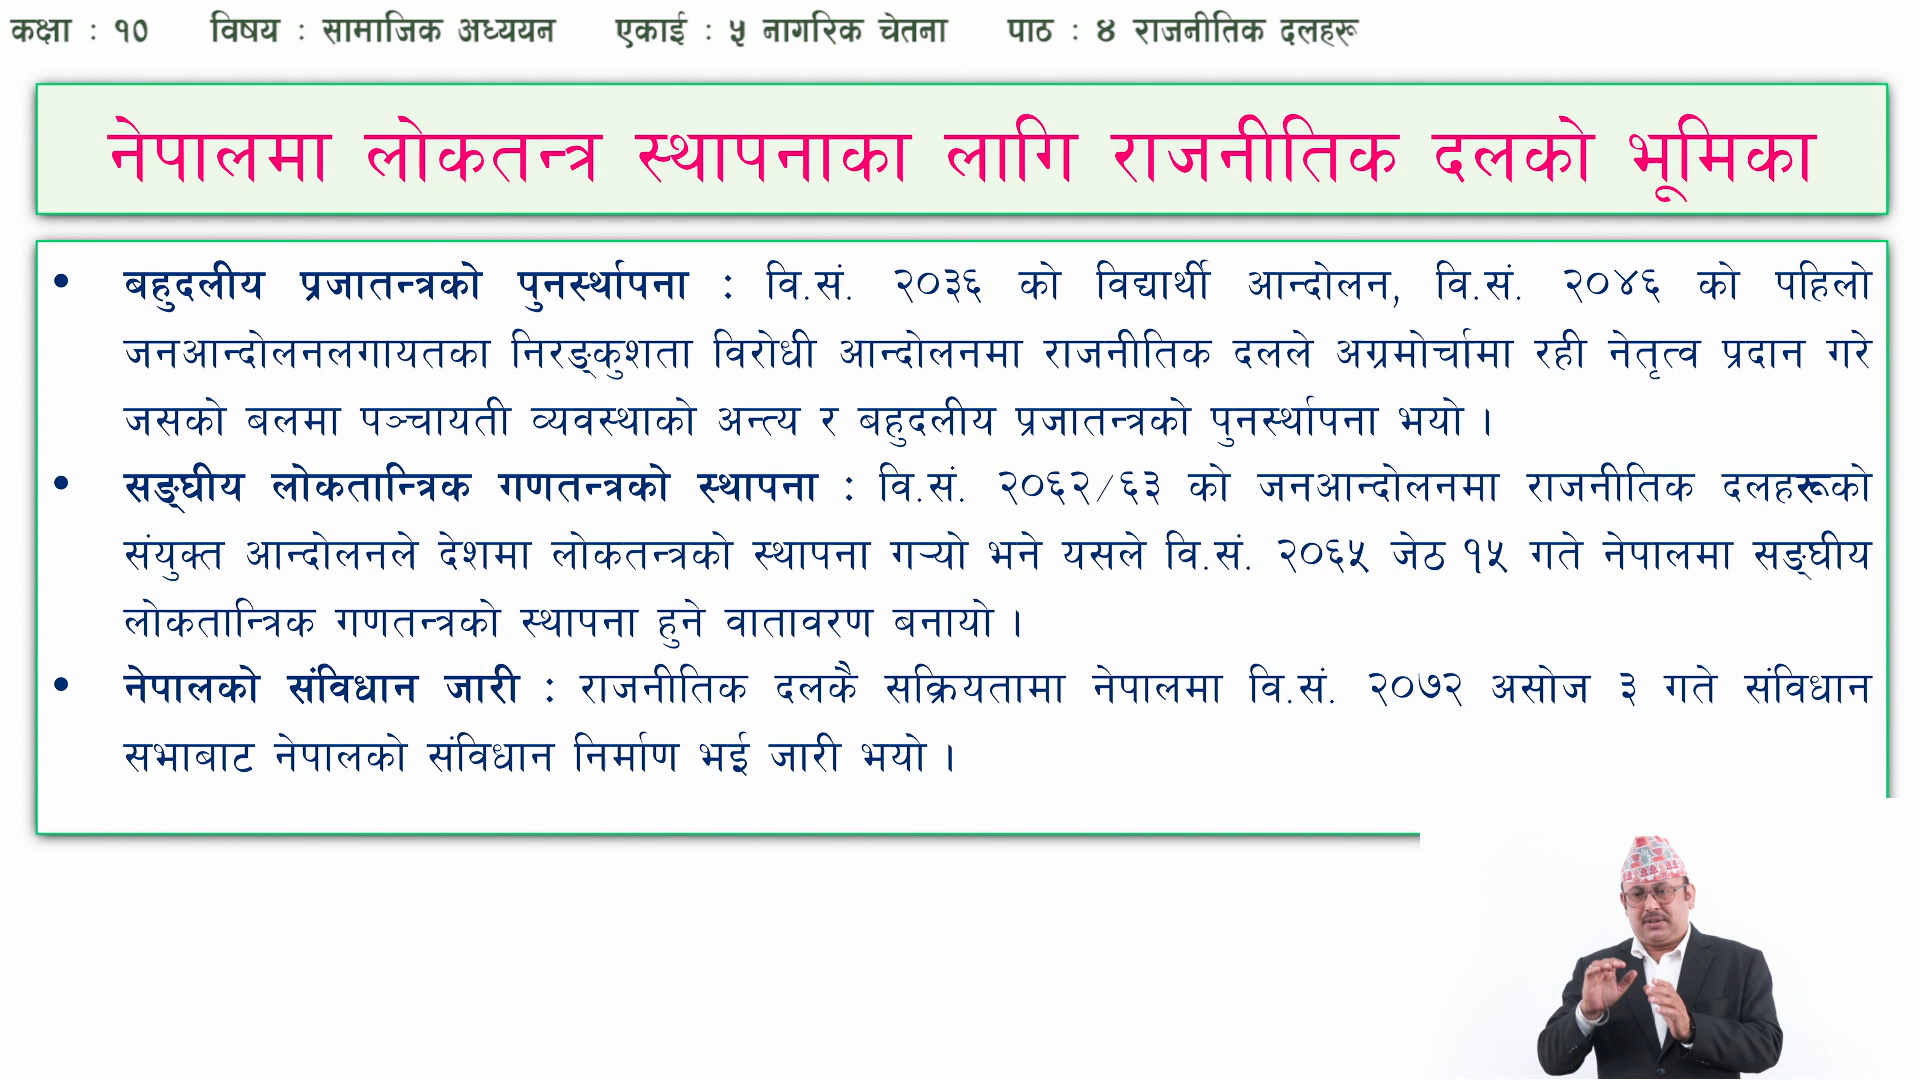 कक्षा : १० विषय : सामाजिक अध्ययन एकाई : ५ नागरिक चेतना पाठ : ४ राजनीतिक दलहरू
नेपालमा लोकतन्त्र स्थापनाका लागि राजनीतिक दलको भूमिका
• बहुदलीय प्रजातन्त्रको पुनर्स्थापना : वि.सं. २०३६ को विद्यार्थी आन्दोलन, वि.सं. २०४६ को पहिलो
जनआन्दोलनलगायतका निरङ्कुशता विरोधी आन्दोलनमा राजनीतिक दलले अग्रमोर्चामा रही नेतृत्व प्रदान गरे
जसको बलमा पञ्चायती व्यवस्थाको अन्त्य र बहुदलीय प्रजातन्त्रको पुनर्स्थापना भयो ।
• सङ्घीय लोकतान्त्रिक गणतन्त्रको स्थापना : वि.सं. २०६२/६३ को जनआन्दोलनमा राजनीतिक दलहरूको
संयुक्त आन्दोलनले देशमा लोकतन्त्रको स्थापना गर्‍यो भने यसले वि.सं. २०६५ जेठ १५ गते नेपालमा सङ्घीय
लोकतान्त्रिक गणतन्त्रको स्थापना हुने वातावरण बनायो ।
• नेपालको संविधान जारी : राजनीतिक दलकै सक्रियतामा नेपालमा वि.सं. २०७२ असोज ३ गते संविधान
सभाबाट नेपालको संविधान निर्माण भई जारी भयो ।